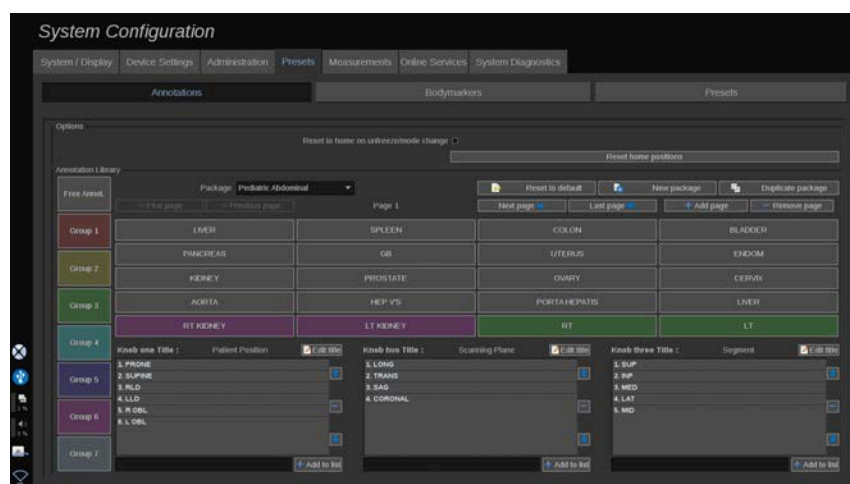 System Configuration
System / Display Device Settings Administration Presets Measurements Online Services System Diagnostics
Annotations Bodymarkers Presets
Options
Reset to home on unfreeze/mode change
Reset home positions
Annotation Library
Free Annot. Package Pediatric Abdominal Reset to default New package Duplicate package
First page Previous page Page 1 Next page Last page Add page Remove page
Group 1 LIVER SPLEEN COLON BLADDER
PANCREAS GB UTERUS ENDOM
Group 2
KIDNEY PROSTATE OVARY CERVIX
Group 3 AORTA HEP V'S PORTA HEPATIS LIVER
RT KIDNEY LT KIDNEY RT LT
Group 4
Knob one Title : Patient Position Edit title Knob two Title : Scanning Plane Edit title Knob three Title : Segment Edit title
1. PRONE 1. LONG 1. SUP
2. SUPINE 2. TRANS 2. INF
Group 5 3. RLD 3. SAG 3. MED
4. LLD 4. CORONAL 4. LAT
5. R OBL 5. MID
Group 6 6. L OBL
Group 7
Add to list Add to list Add to list